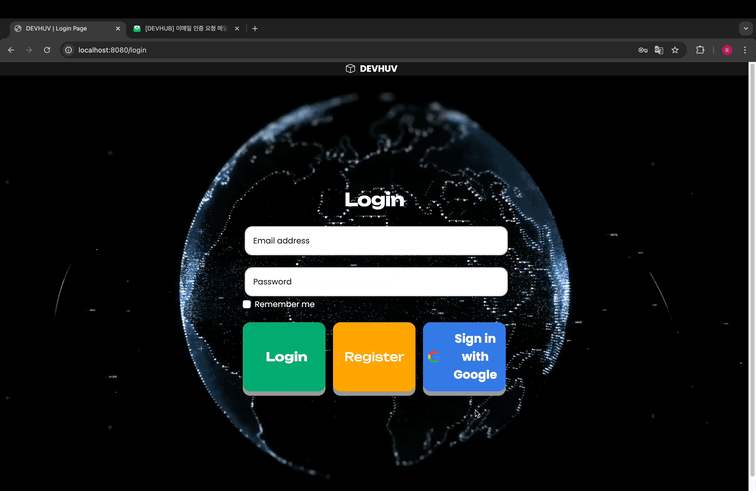 DEVHUV | Login Page
[DEVHUB] 이메일 인증 요청 메일
localhost:8080/login
DEVHUV
Login
Email address
Password
Remember me
Login
Register
Sign in
with
Google